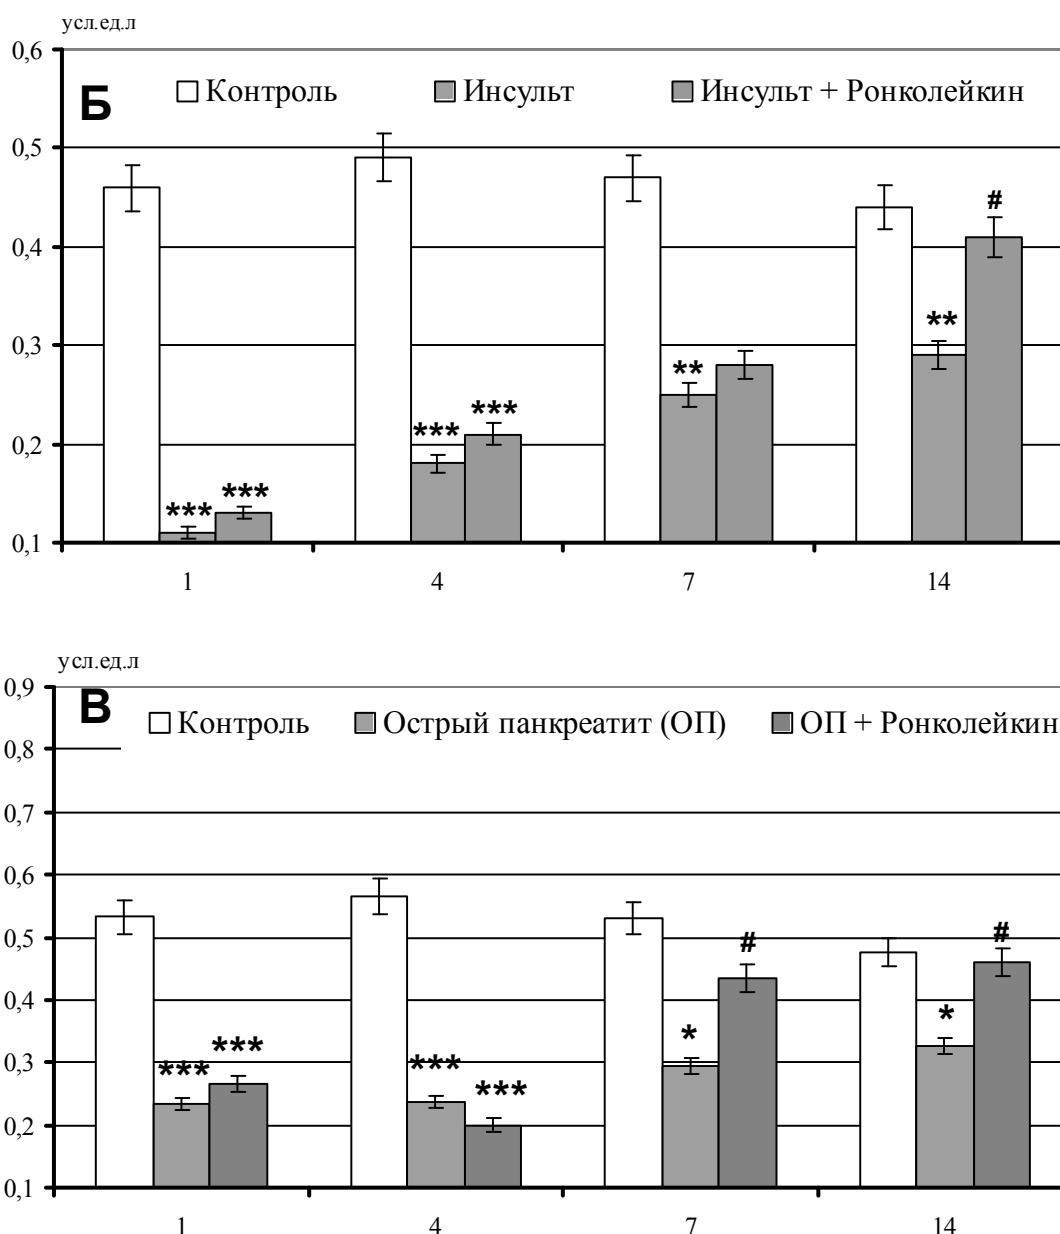 усл.ед.л
0,6
Б
Контроль Инсульт Инсульт + Ронколейкин
0,5
#
0,4
**
0,3
**
*** ***
0,2
*** ***
0,1
1 4 7 14
усл.ед.л
0,9
В
Контроль Острый панкреатит (ОП) ОП + Ронколейкин
0,8
0,7
0,6
0,5
# #
0,4
* *
0,3
*** *** *** ***
0,2
0,1
1 4 7 14